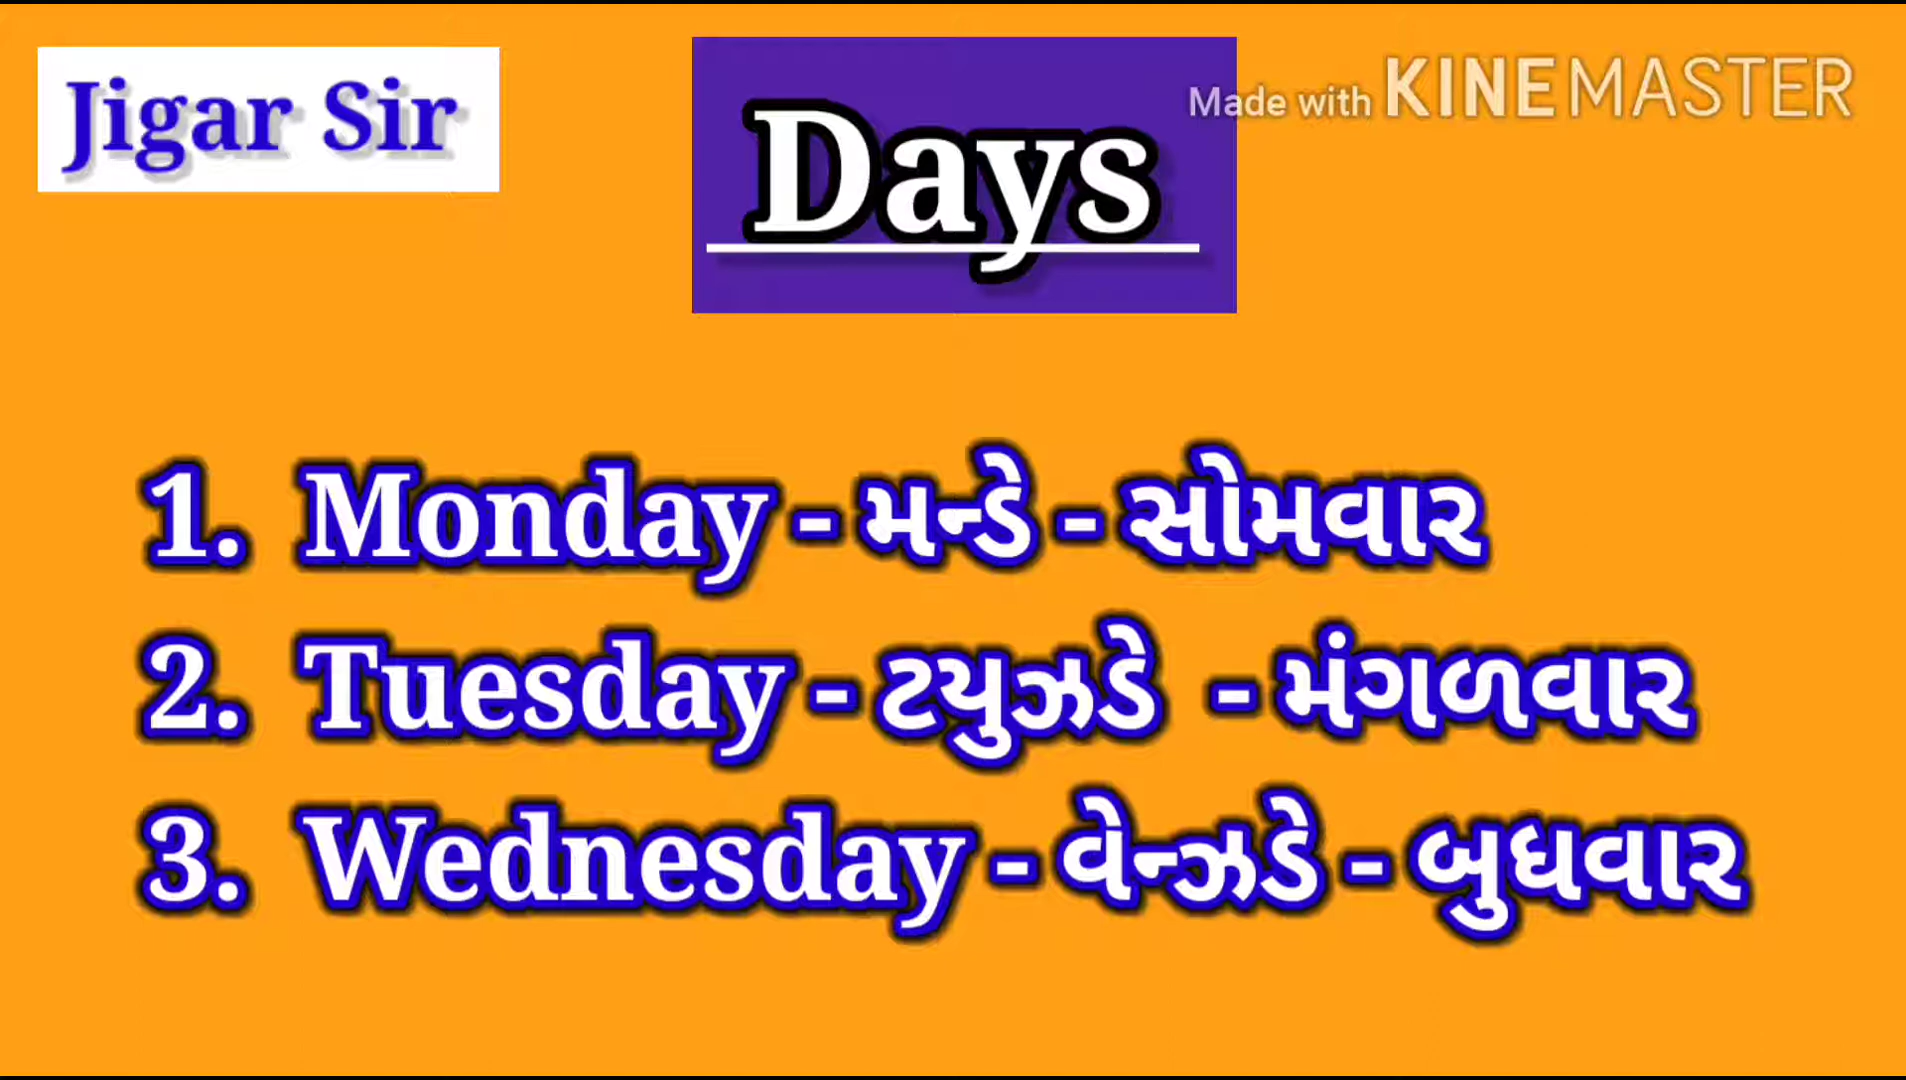 Jigar Sir
Days
Made with KINEMASTER
1. Monday - મન્ડે - સોમવાર
2. Tuesday - ટયુઝડે - મંગળવાર
3. Wednesday - વેન્ઝડે - બુધવાર